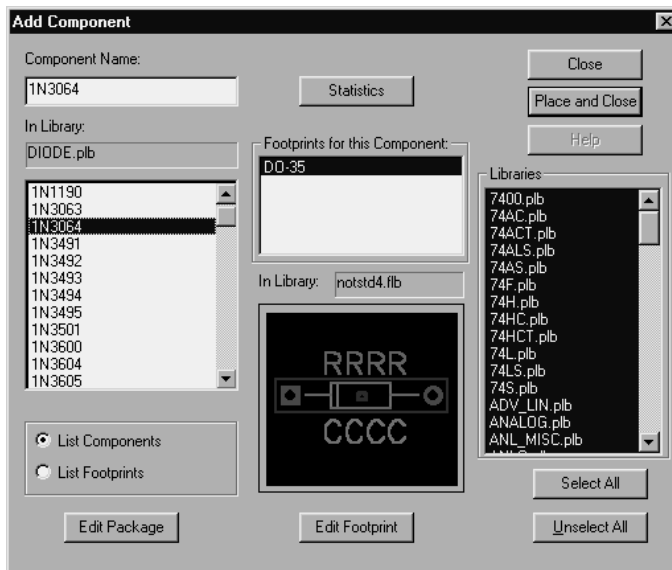 Add Component
Component Name:
1N3064
In Library:
DIODE.plb
1N1190
1N3063
1N3064
1N3491
1N3492
1N3493
1N3494
1N3495
1N3501
1N3600
1N3604
1N3605
List Components
List Footprints
Edit Package
Statistics
Footprints for this Component:
DO-35
In Library:
notstd4.flb
RRRR
CCCC
Edit Footprint
Close
Place and Close
Help
Libraries
7400.plb
74AC.plb
74ACT.plb
74ALS.plb
74AS.plb
74F.plb
74H.plb
74HC.plb
74HCT.plb
74L.plb
74LS.plb
74S.plb
ADV_LIN.plb
ANALOG.plb
ANL_MISC.plb
Select All
Unselect All